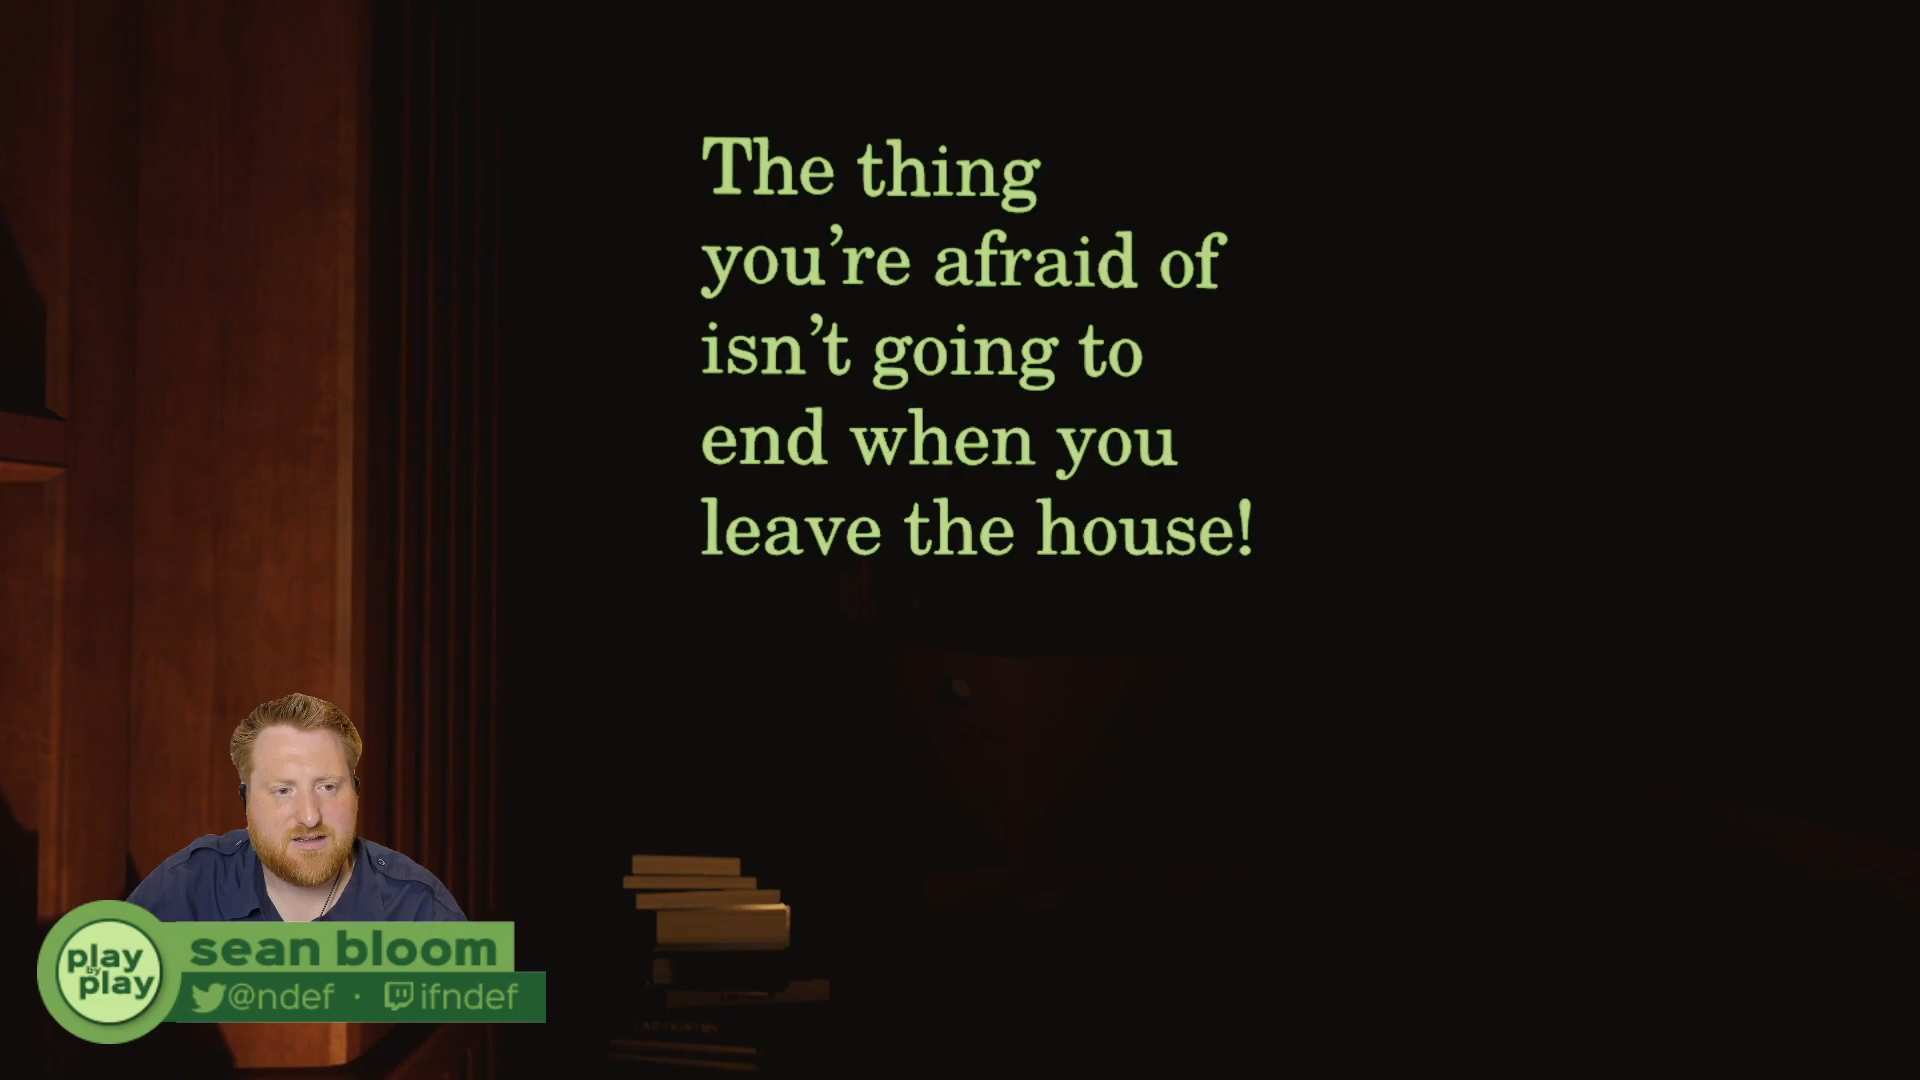 The thing
you're afraid of
isn't going to
end when you
leave the house!
play
by
play
sean bloom
@ndef · ifndef